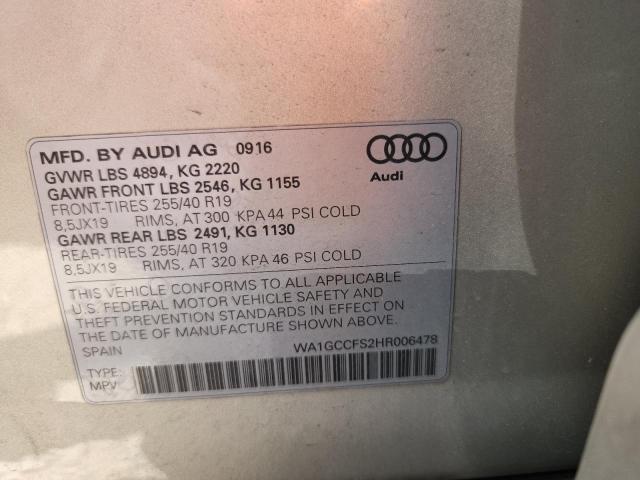 MFD. BY AUDI AG 0916
GVWR LBS 4894, KG 2220
GAWR FRONT LBS 2546, KG 1155
FRONT-TIRES 255/40 R19
8,5JX19 RIMS, AT 300 KPA 44 PSI COLD
GAWR REAR LBS 2491, KG 1130
REAR-TIRES 255/40 R19
8,5JX19 RIMS, AT 320 KPA 46 PSI COLD
Audi
THIS VEHICLE CONFORMS TO ALL APPLICABLE
U.S. FEDERAL MOTOR VEHICLE SAFETY AND
THEFT PREVENTION STANDARDS IN EFFECT ON
THE DATE OF MANUFACTURE SHOWN ABOVE.
SPAIN WA1GCCFS2HR006478
TYPE:
MPV